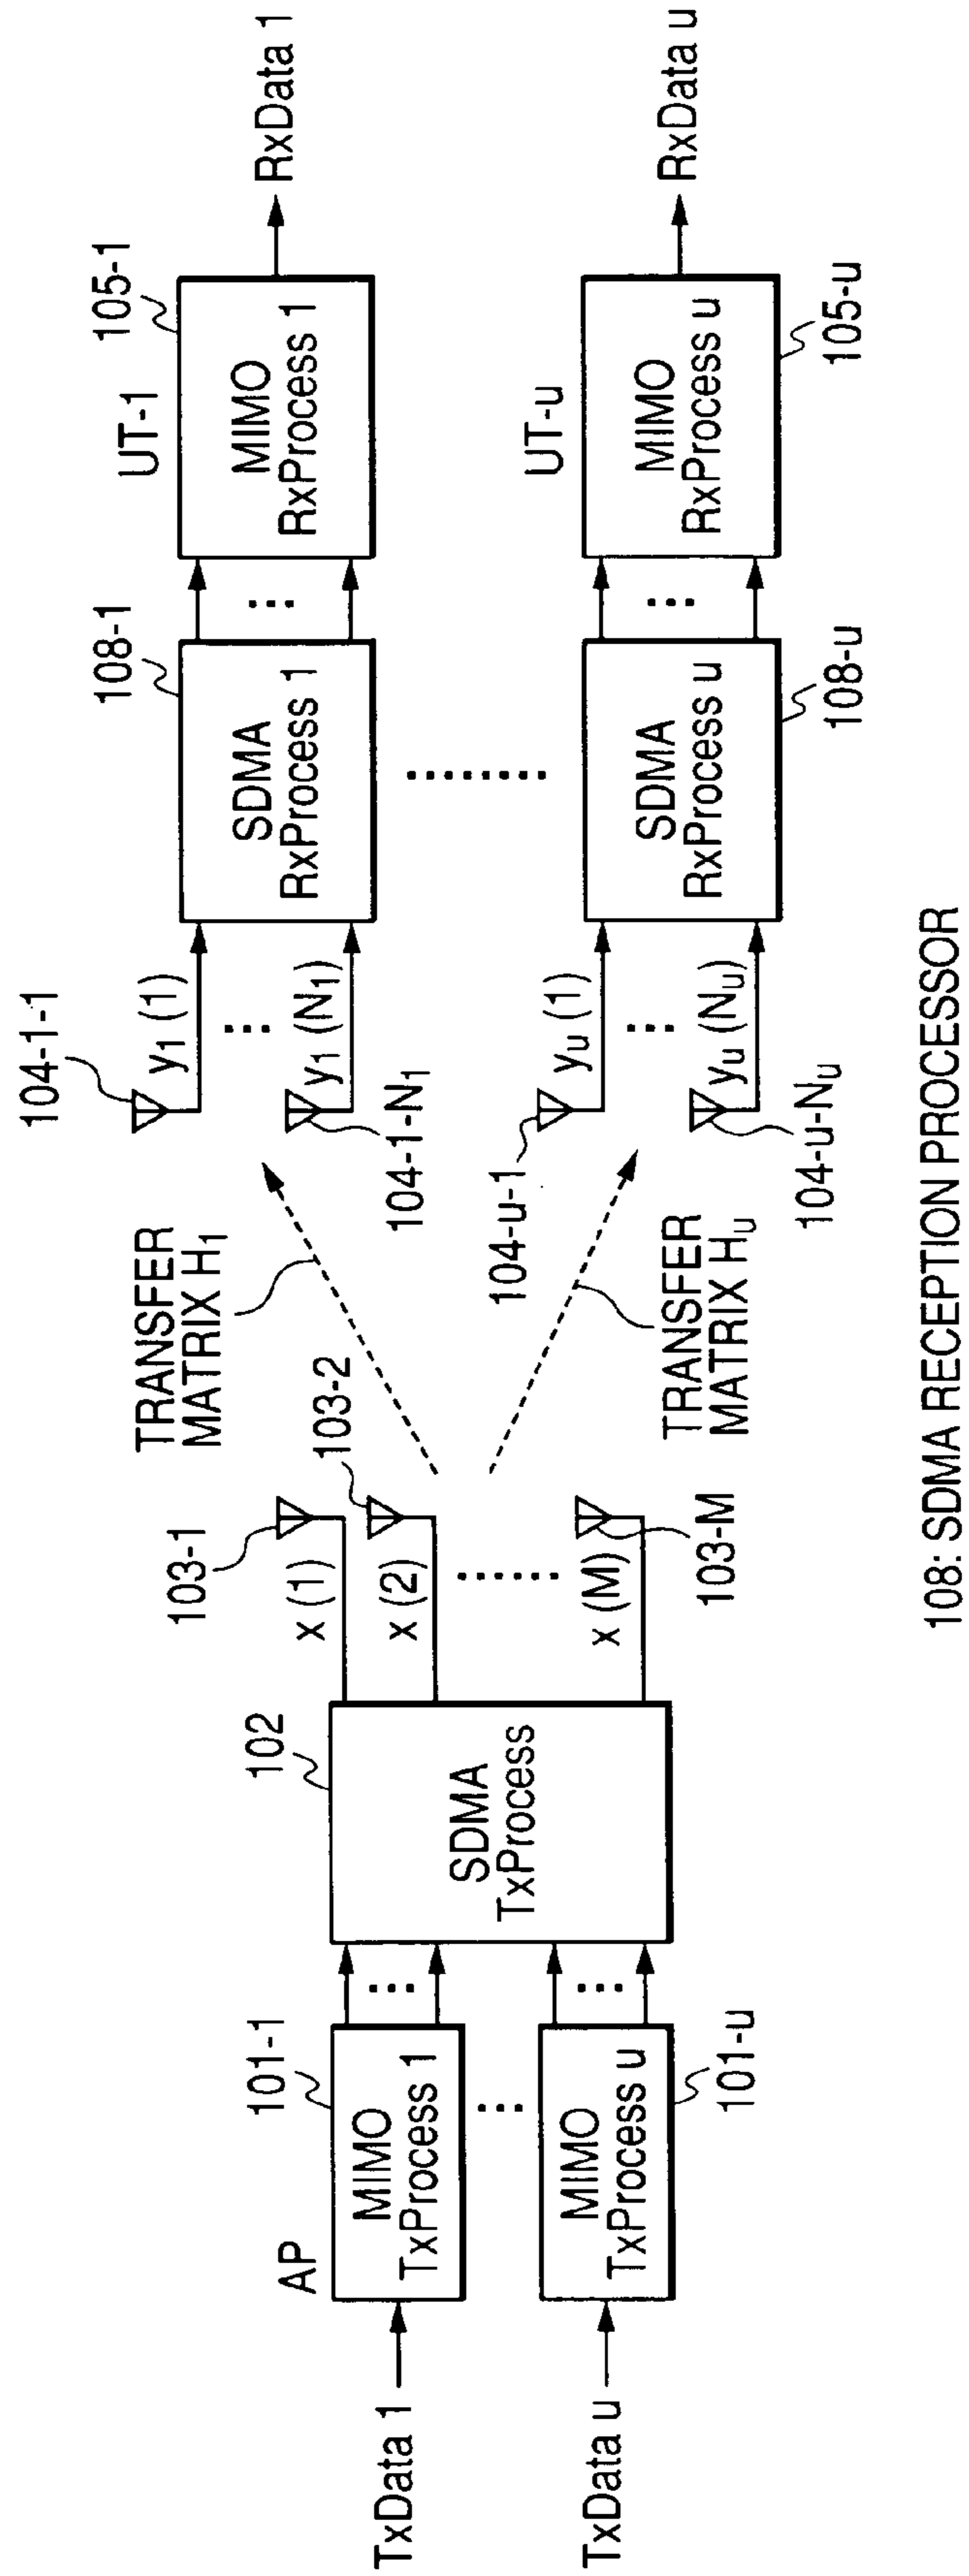 TxData 1
TxData u
AP
101-1
MIMO
TxProcess 1
MIMO
TxProcess u
101-u
102
SDMA
TxProcess
x (1)
x (2)
x (M)
103-1
103-2
103-M
TRANSFER
MATRIX H1
TRANSFER
MATRIX Hu
104-1-1
y1 (1)
y1 (N1)
104-1-N1
104-u-1
yu (1)
yu (Nu)
104-u-Nu
108-1
SDMA
RxProcess 1
SDMA
RxProcess u
108-u
UT-1
105-1
MIMO
RxProcess 1
UT-u
MIMO
RxProcess u
105-u
RxData 1
RxData u
108: SDMA RECEPTION PROCESSOR